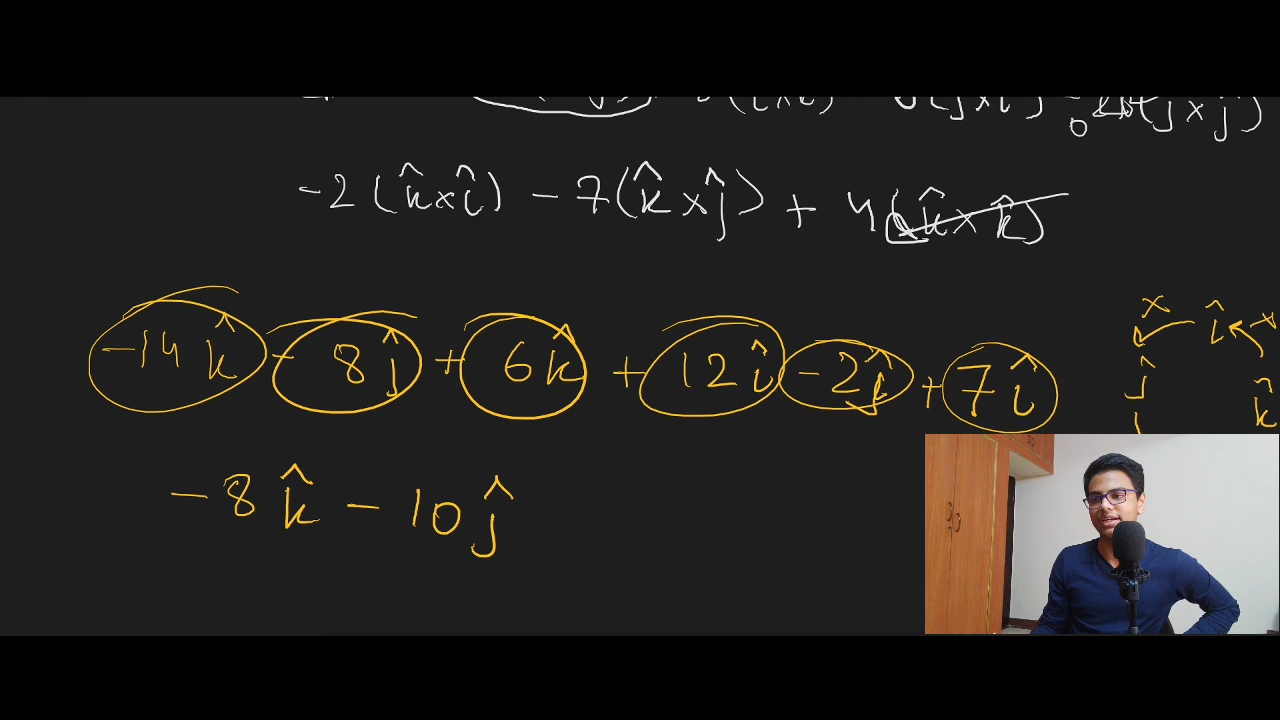 -2(k̂×î) - 7(k̂×ĵ) + 4(k̂×k̂)
-14k̂ - 8ĵ + 6k̂ + 12î -2ĵ + 7î
x î x
ĵ k̂
-8k̂ - 10ĵ